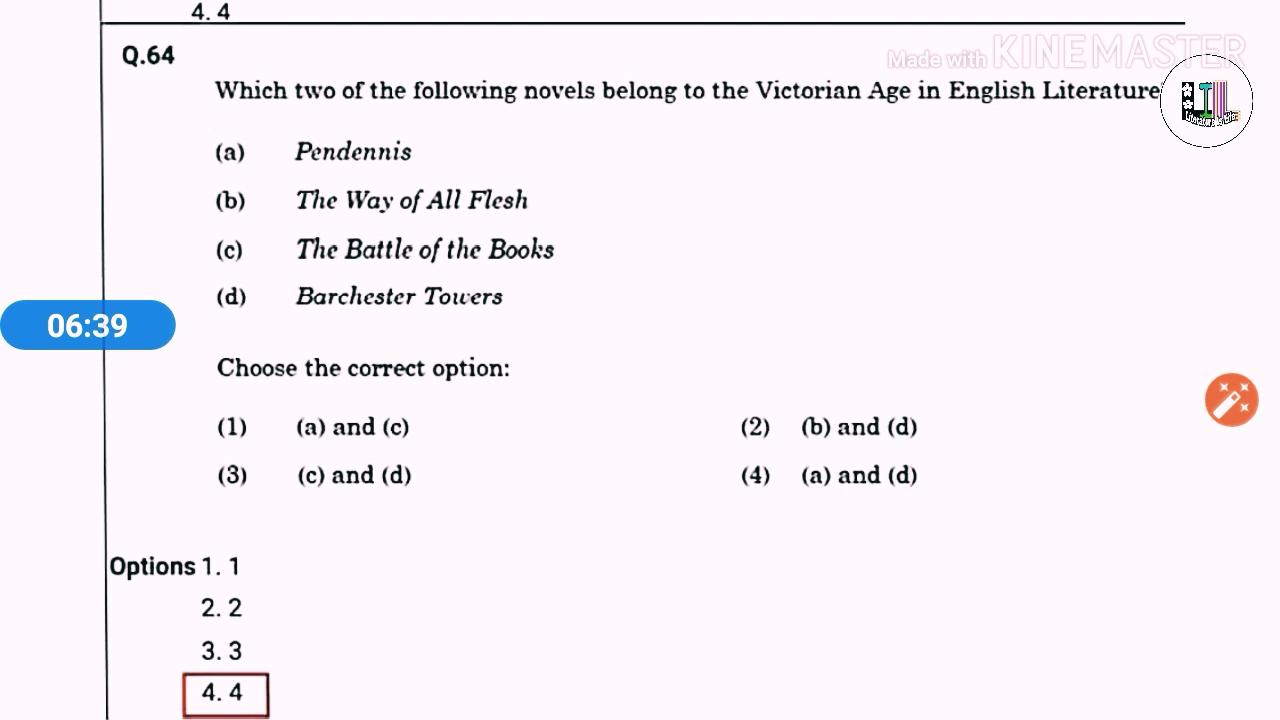 4. 4
Q.64
Made with KINEMASTER
Which two of the following novels belong to the Victorian Age in English Literature
(a) Pendennis
(b) The Way of All Flesh
(c) The Battle of the Books
(d) Barchester Towers
06:39
Choose the correct option:
(1) (a) and (c) (2) (b) and (d)
(3) (c) and (d) (4) (a) and (d)
Options 1. 1
2. 2
3. 3
4. 4